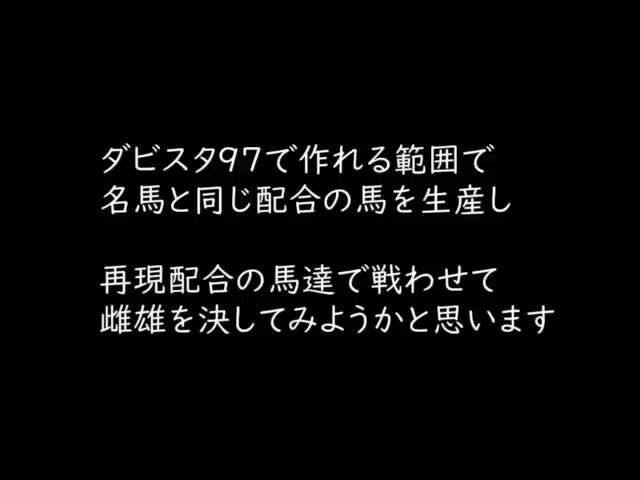 ダビスタ97で作れる範囲で
名馬と同じ配合の馬を生産し
再現配合の馬達で戦わせて
雌雄を決してみようかと思います